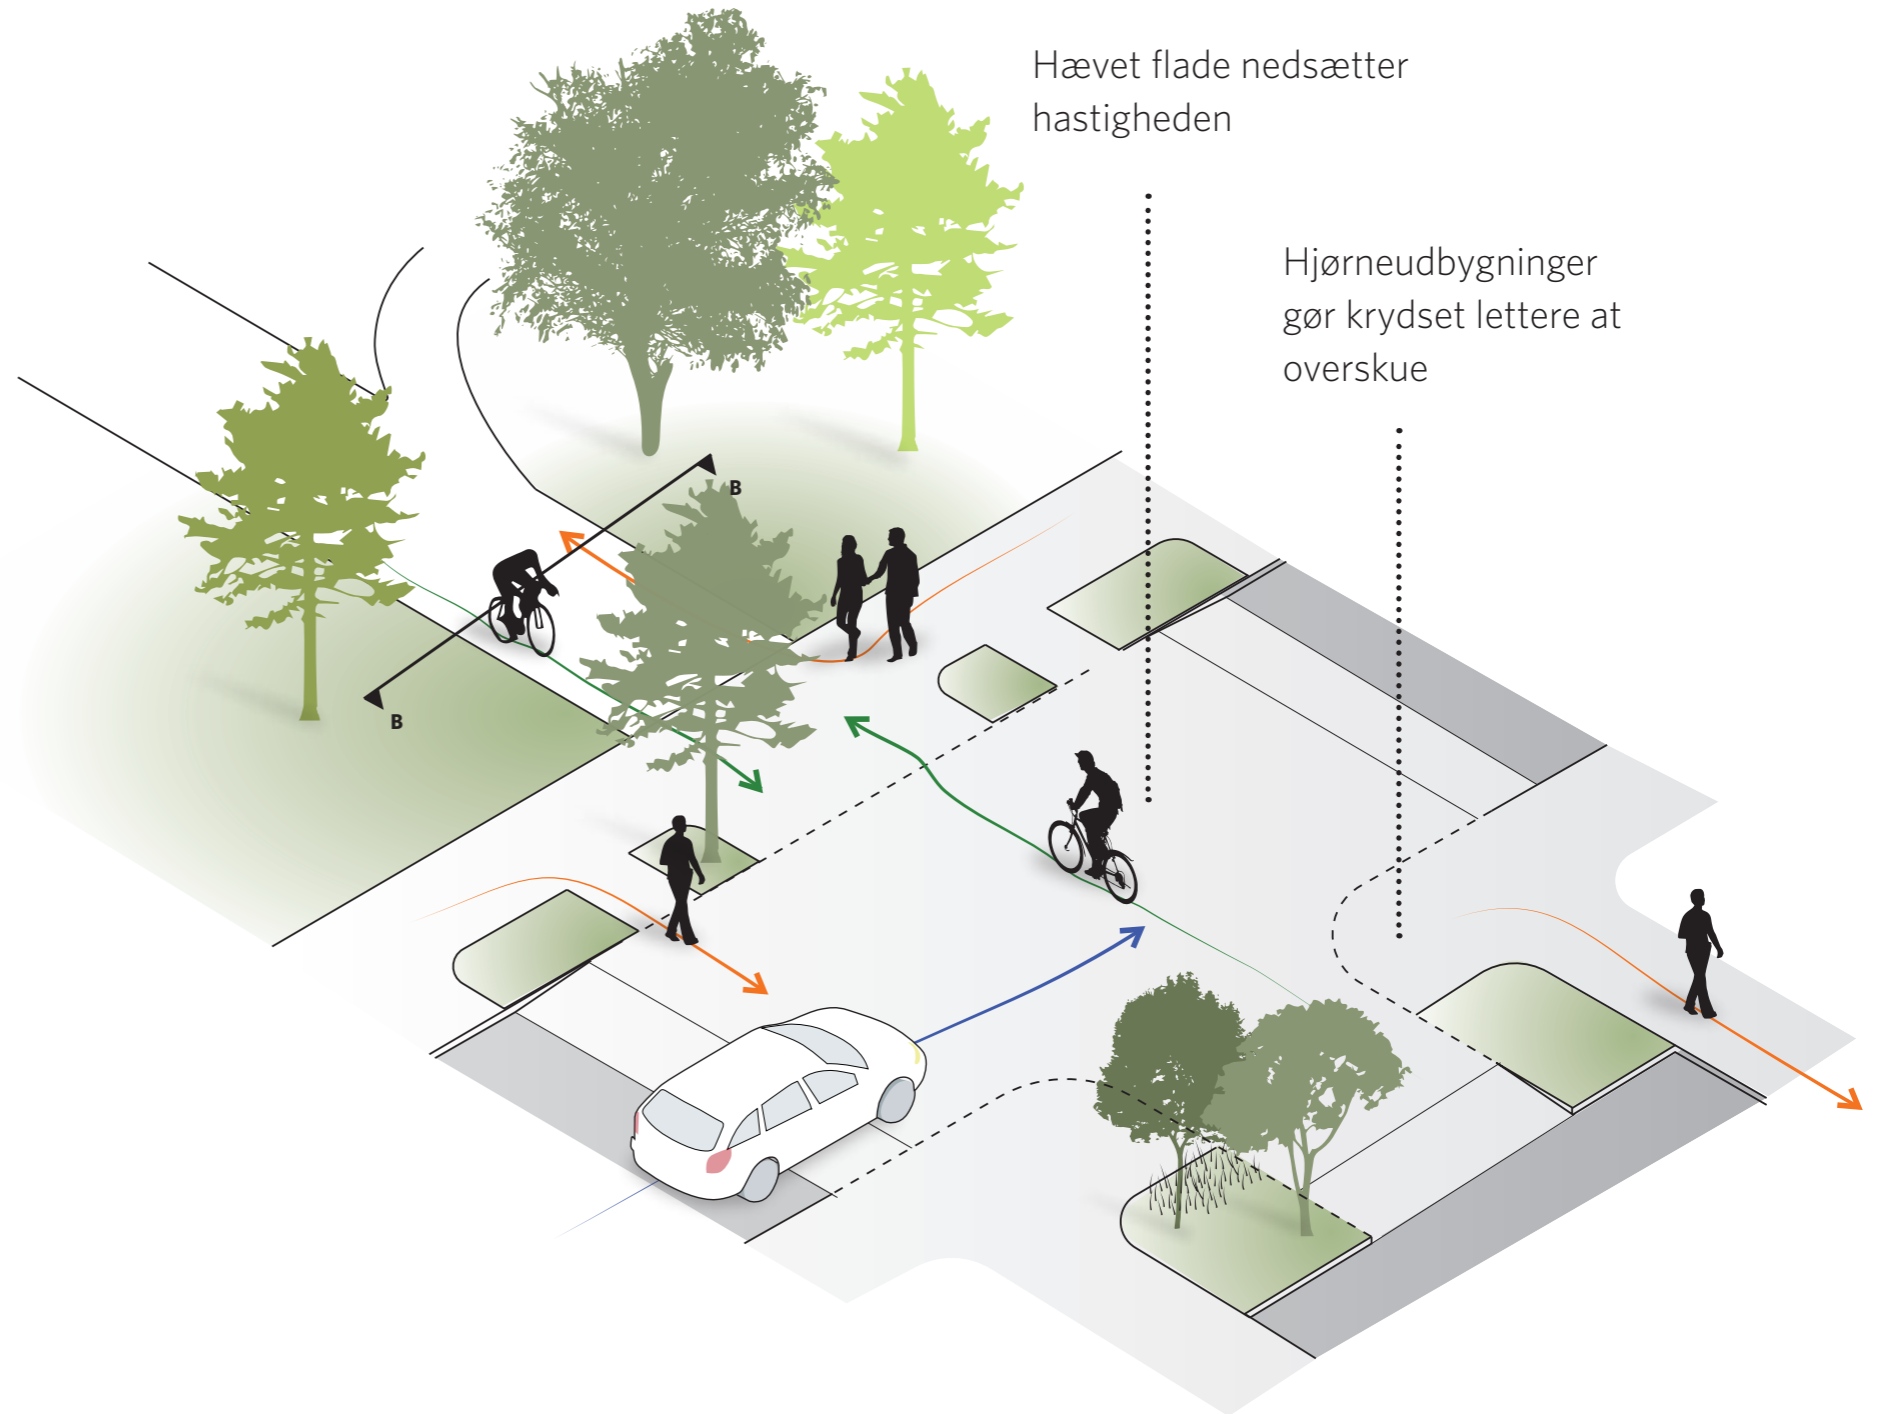 Hævet flade nedsætter
hastigheden
Hjørneudbygninger
gør krydset lettere at
overskue
B
B